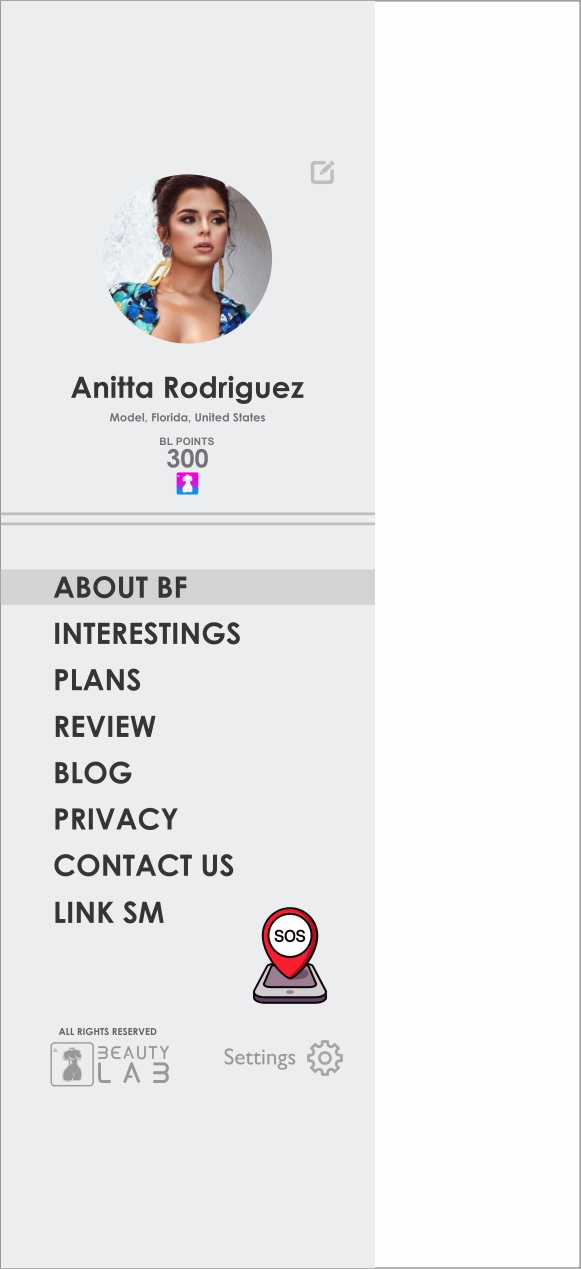 Anitta Rodriguez
Model, Florida, United States
BL POINTS
300
ABOUT BF
INTERESTINGS
PLANS
REVIEW
BLOG
PRIVACY
CONTACT US
LINK SM
SOS
ALL RIGHTS RESERVED
BEAUTY
LAB
Settings